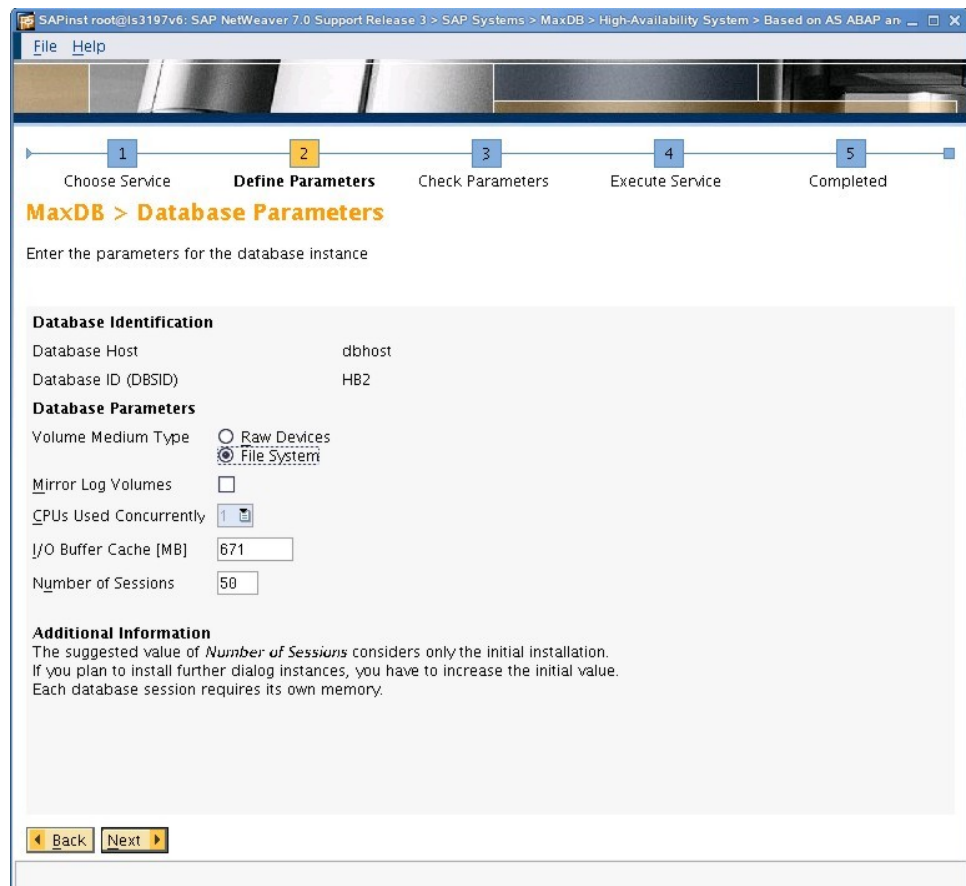 SAPinst root@ls3197v6: SAP NetWeaver 7.0 Support Release 3 > SAP Systems > MaxDB > High-Availability System > Based on AS ABAP an
File Help
1 2 3 4 5
Choose Service Define Parameters Check Parameters Execute Service Completed
MaxDB > Database Parameters
Enter the parameters for the database instance
Database Identification
Database Host dbhost
Database ID (DBSID) HB2
Database Parameters
Volume Medium Type Raw Devices
File System
Mirror Log Volumes
CPUs Used Concurrently 1
I/O Buffer Cache [MB] 671
Number of Sessions 50
Additional Information
The suggested value of Number of Sessions considers only the initial installation.
If you plan to install further dialog instances, you have to increase the initial value.
Each database session requires its own memory.
Back Next